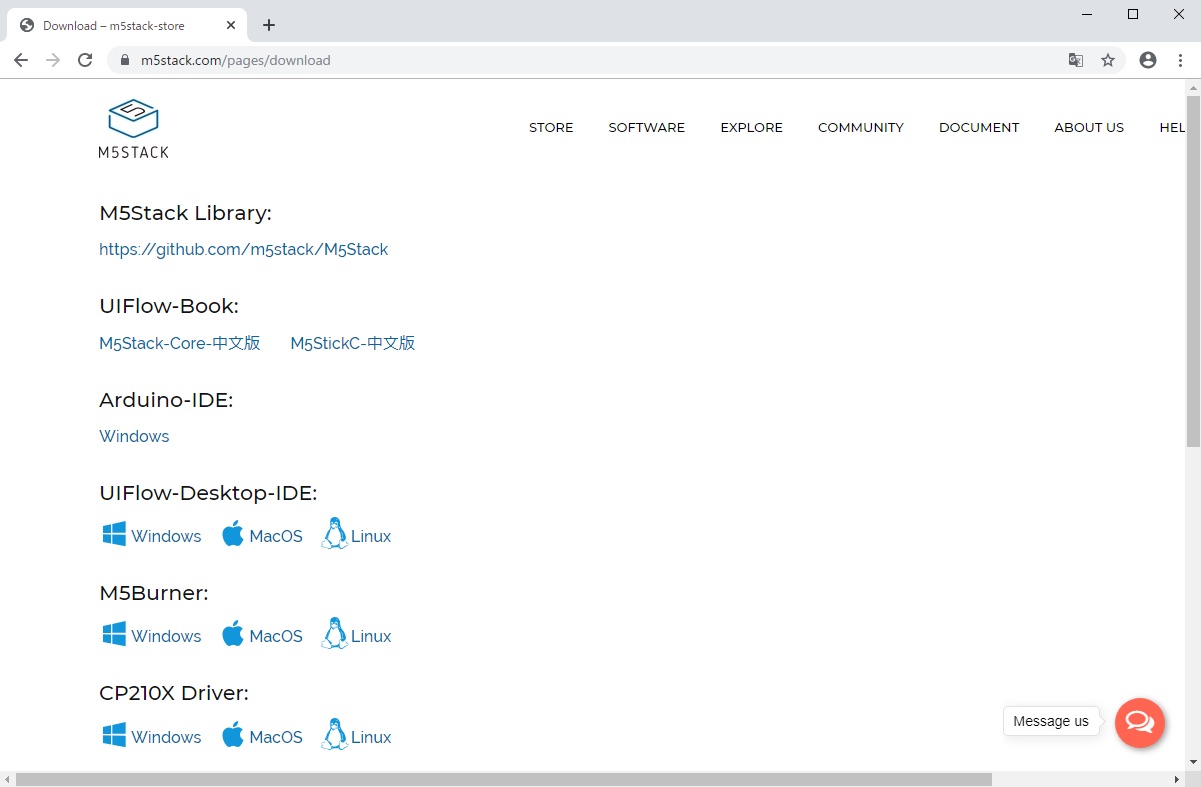 Download – m5stack-store
m5stack.com/pages/download
M5STACK
STORE SOFTWARE EXPLORE COMMUNITY DOCUMENT ABOUT US HEL
M5Stack Library:
https://github.com/m5stack/M5Stack
UIFlow-Book:
M5Stack-Core-中文版 M5StickC-中文版
Arduino-IDE:
Windows
UIFlow-Desktop-IDE:
Windows MacOS Linux
M5Burner:
Windows MacOS Linux
CP210X Driver:
Windows MacOS Linux
Message us